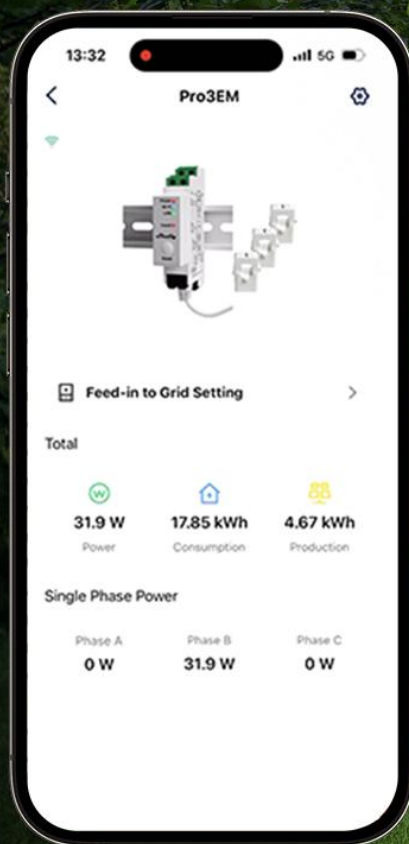 13:32
5G
Pro3EM
Feed-in to Grid Setting
Total
31.9 W 17.85 kWh 4.67 kWh
Power Consumption Production
Single Phase Power
Phase A Phase B Phase C
0 W 31.9 W 0 W